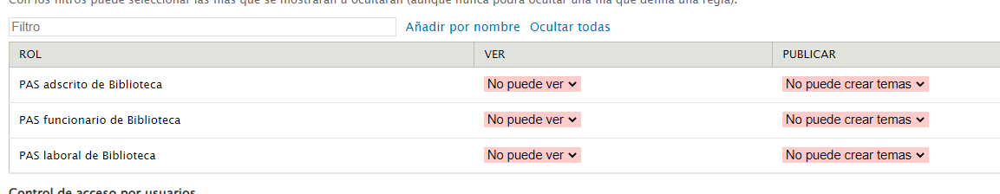 Con los filtros puede seleccionar las filas que se mostrarán u ocultarán (aunque nunca podrá ocultar una fila que defina una regla).
Filtro Añadir por nombre Ocultar todas
ROL VER PUBLICAR
PAS adscrito de Biblioteca No puede ver No puede crear temas
PAS funcionario de Biblioteca No puede ver No puede crear temas
PAS laboral de Biblioteca No puede ver No puede crear temas
Control de acceso por usuarios